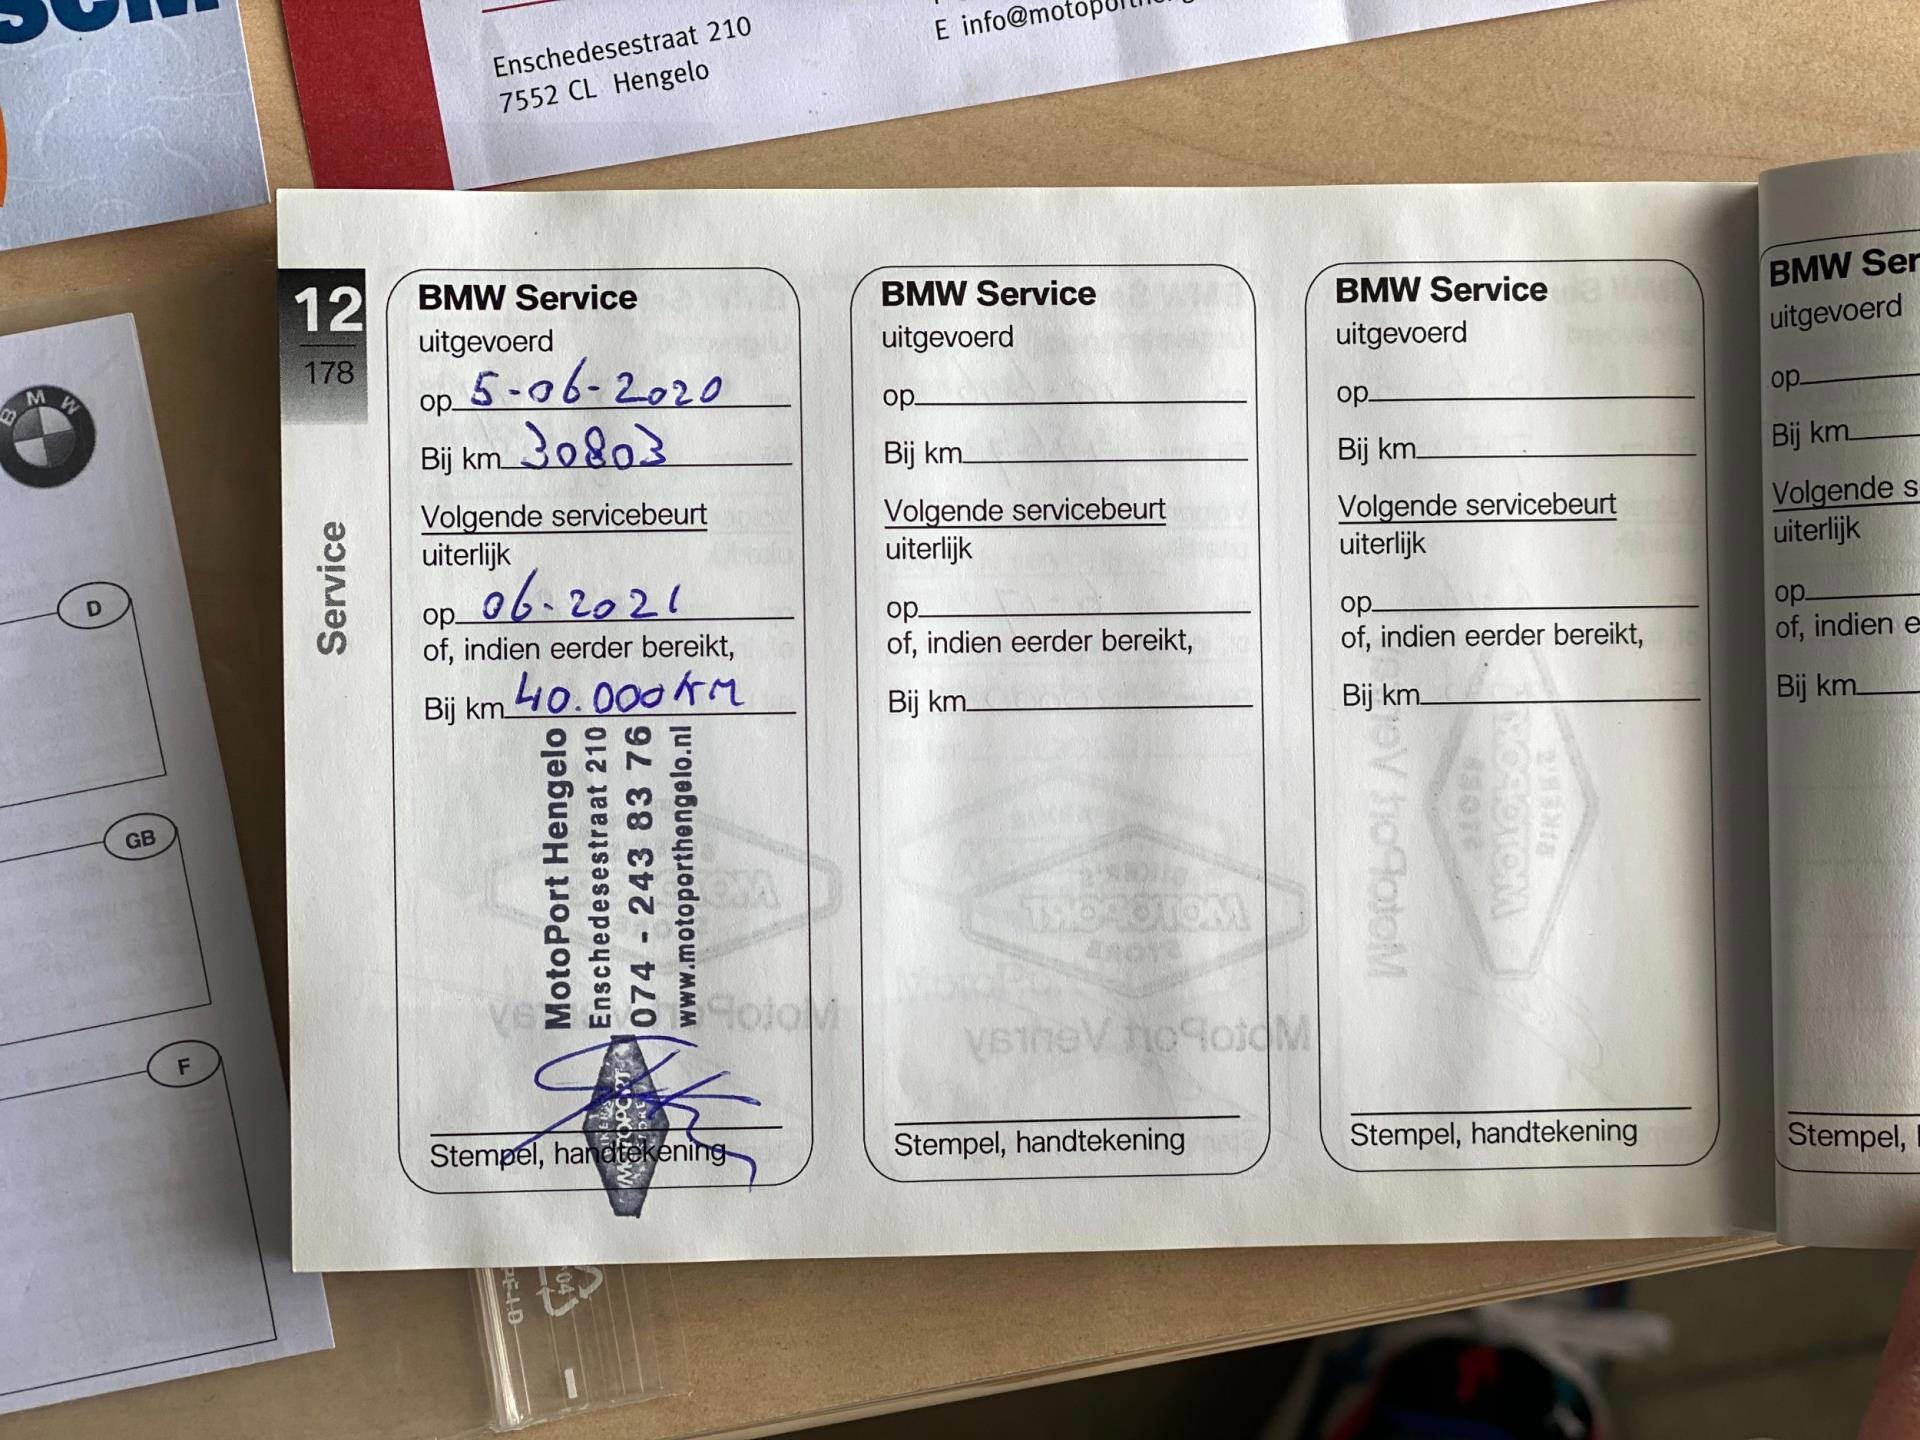 Enschedesestraat 210
7552 CL Hengelo
BMW
D
GB
F
12
178
Service
BMW Service
uitgevoerd
op 5-06-2020
Bij km 30803
Volgende servicebeurt
uiterlijk
op 06-2021
of, indien eerder bereikt,
Bij km 40.000KM
MotoPort Hengelo
Enschedesestraat 210
074 - 243 83 76
www.motoporthengelo.nl
MOTOPORT
Stempel, handtekening
BMW Service
uitgevoerd
op
Bij km
Volgende servicebeurt
uiterlijk
op
of, indien eerder bereikt,
Bij km
MOTOPORT
STORE
MotoPort Venray
Stempel, handtekening
BMW Service
uitgevoerd
op
Bij km
Volgende servicebeurt
uiterlijk
op
of, indien eerder bereikt,
Bij km
Stempel, handtekening
BMW Ser
uitgevoerd
op
Bij km
Volgende s
uiterlijk
op
of, indien e
Bij km
Stempel,